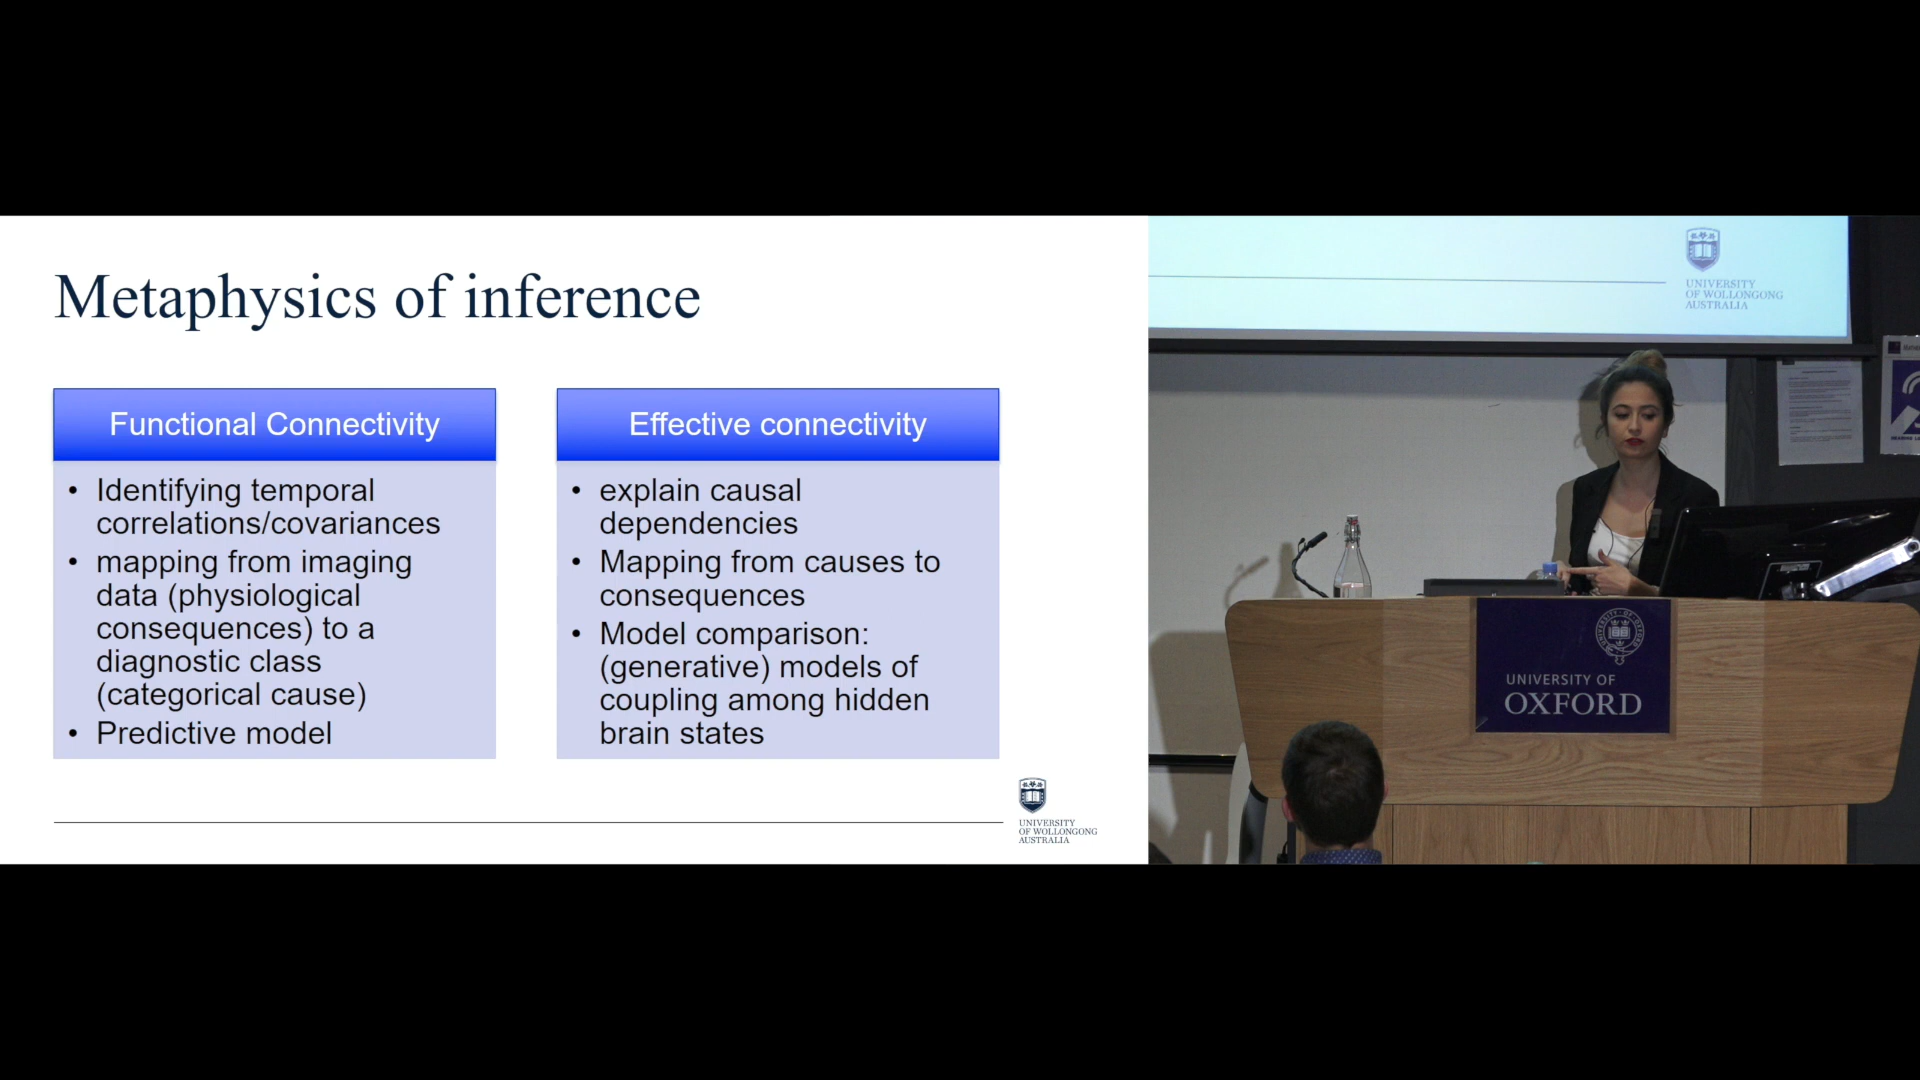 Metaphysics of inference
Functional Connectivity
• Identifying temporal
correlations/covariances
• mapping from imaging
data (physiological
consequences) to a
diagnostic class
(categorical cause)
• Predictive model
Effective connectivity
• explain causal
dependencies
• Mapping from causes to
consequences
• Model comparison:
(generative) models of
coupling among hidden
brain states
UNIVERSITY
OF WOLLONGONG
AUSTRALIA
UNIVERSITY
OF WOLLONGONG
AUSTRALIA
UNIVERSITY OF
OXFORD